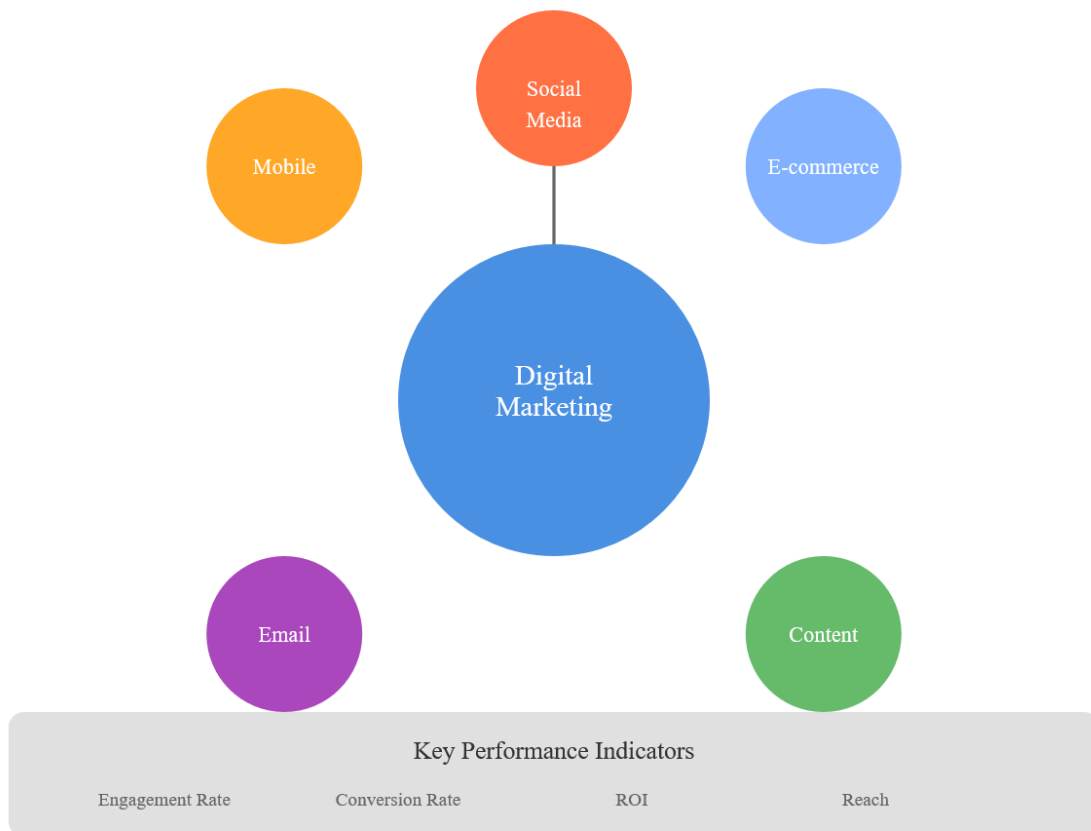 Social
Media
Mobile
E-commerce
Digital
Marketing
Email
Content
Key Performance Indicators
Engagement Rate
Conversion Rate
ROI
Reach